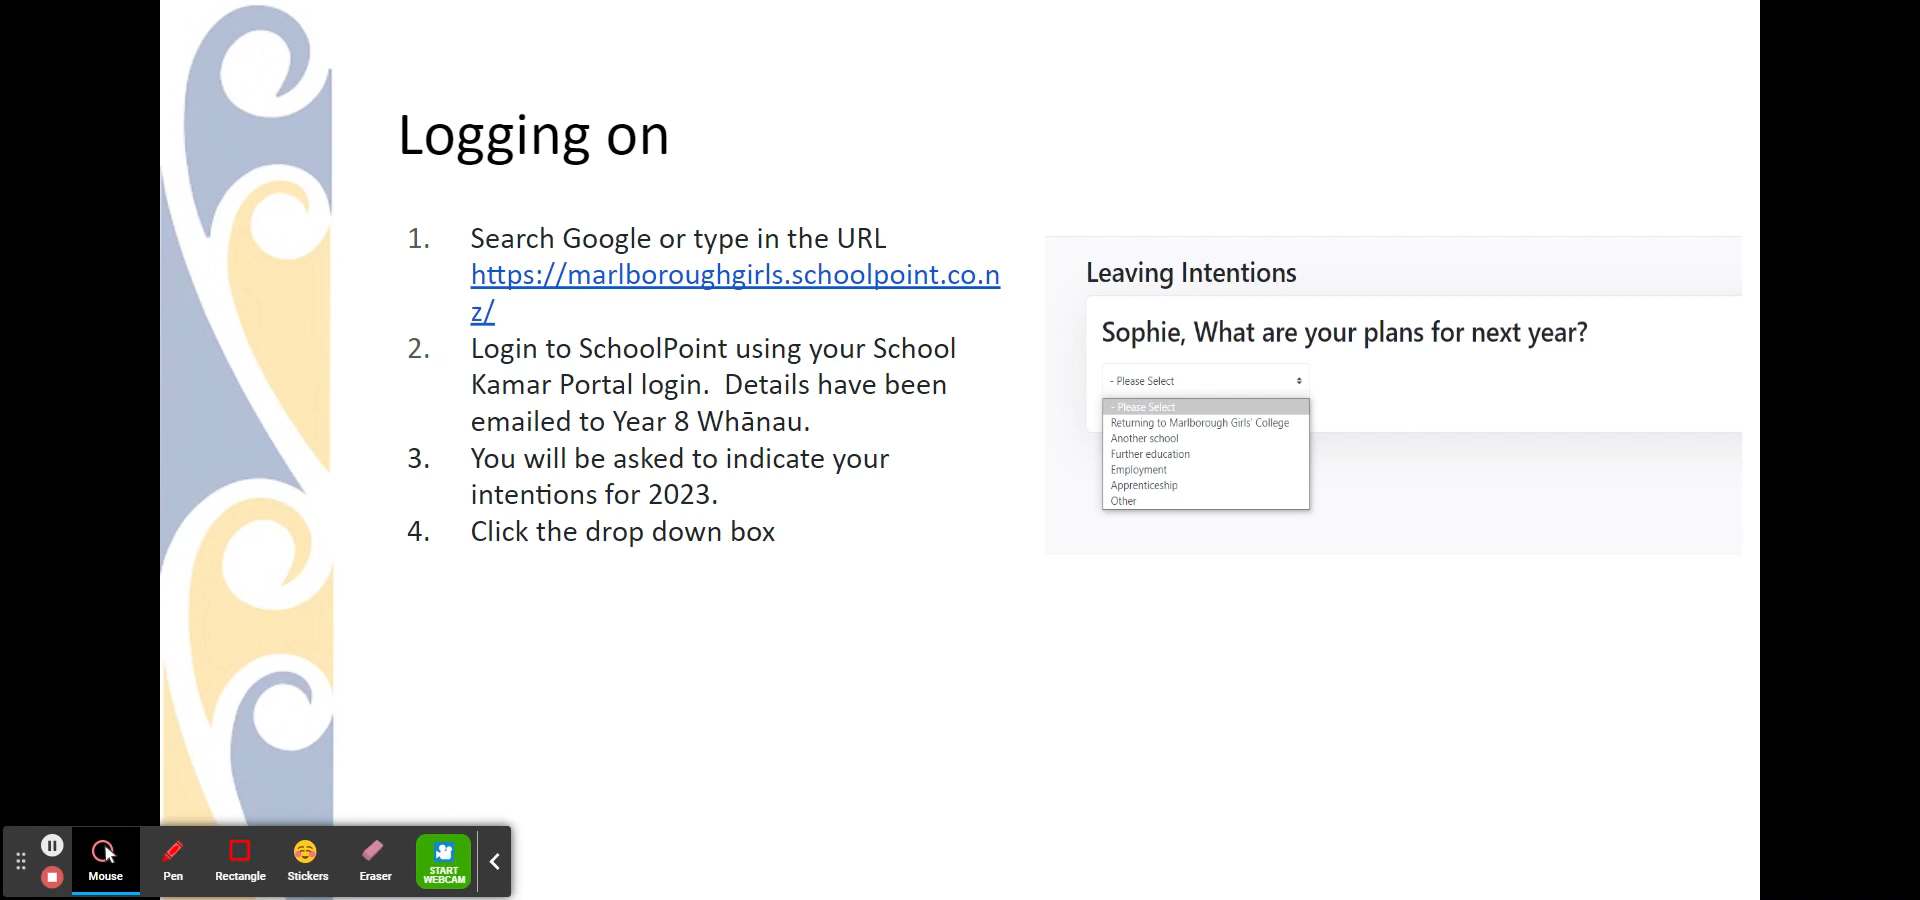 Logging on
1. Search Google or type in the URL
https://marlboroughgirls.schoolpoint.co.n
z/
2. Login to SchoolPoint using your School
Kamar Portal login.  Details have been
emailed to Year 8 Whānau.
3. You will be asked to indicate your
intentions for 2023.
4. Click the drop down box
Leaving Intentions
Sophie, What are your plans for next year?
- Please Select
- Please Select
Returning to Marlborough Girls' College
Another school
Further education
Employment
Apprenticeship
Other
Mouse
Pen
Rectangle
Stickers
Eraser
START
WEBCAM